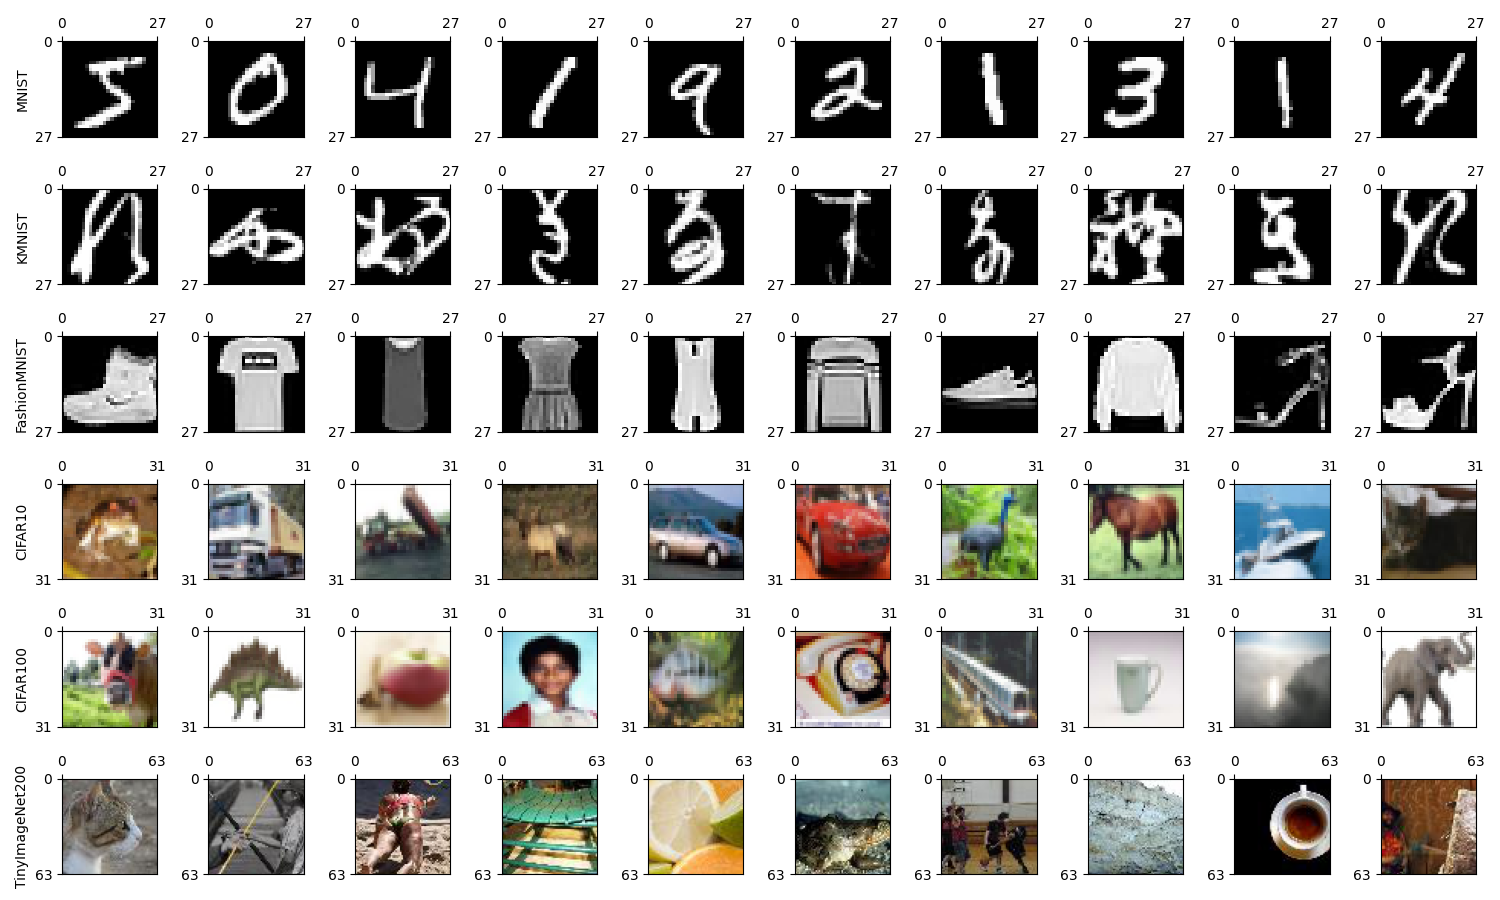 0 27 0 27 0 27 0 27 0 27 0 27 0 27 0 27 0 27 0 27
0 0 0 0 0 0 0 0 0 0
MNIST 5 0 4 1 9 2 1 3 1 4
27 27 27 27 27 27 27 27 27 27
0 27 0 27 0 27 0 27 0 27 0 27 0 27 0 27 0 27 0 27
0 0 0 0 0 0 0 0 0 0
KMNIST
27 27 27 27 27 27 27 27 27 27
0 27 0 27 0 27 0 27 0 27 0 27 0 27 0 27 0 27 0 27
0 0 0 0 0 0 0 0 0 0
FashionMNIST
27 27 27 27 27 27 27 27 27 27
0 31 0 31 0 31 0 31 0 31 0 31 0 31 0 31 0 31 0 31
0 0 0 0 0 0 0 0 0 0
CIFAR10
31 31 31 31 31 31 31 31 31 31
0 31 0 31 0 31 0 31 0 31 0 31 0 31 0 31 0 31 0 31
0 0 0 0 0 0 0 0 0 0
CIFAR100
31 31 31 31 31 31 31 31 31 31
0 63 0 63 0 63 0 63 0 63 0 63 0 63 0 63 0 63 0 63
0 0 0 0 0 0 0 0 0 0
TinyImageNet200
63 63 63 63 63 63 63 63 63 63